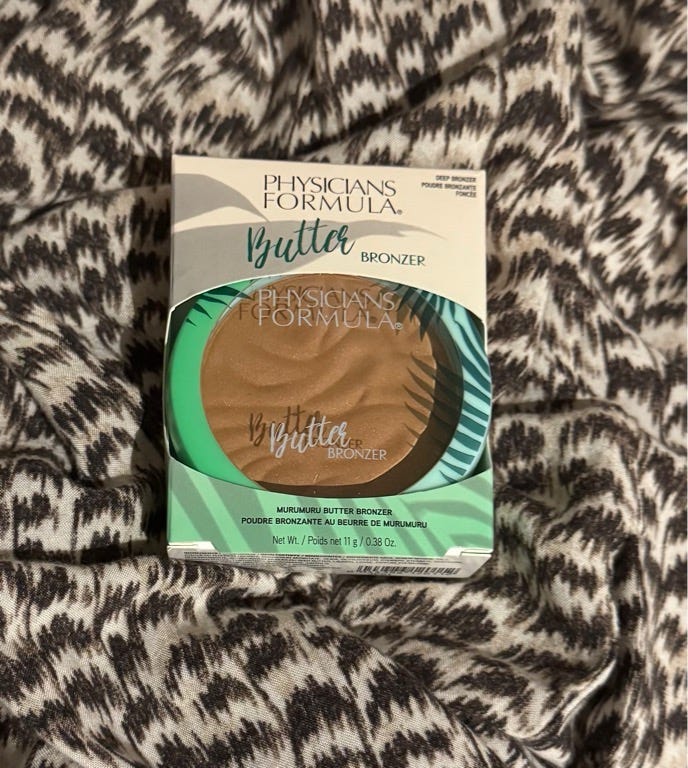 PHYSICIANS
FORMULA®
DEEP BRONZER
POUDRE BRONZANTE
FONCÉE
Butter BRONZER
PHYSICIANS
FORMULA®
Butter
BRONZER
MURUMURU BUTTER BRONZER
POUDRE BRONZANTE AU BEURRE DE MURUMURU
Net Wt. / Poids net 11 g / 0.38 Oz.